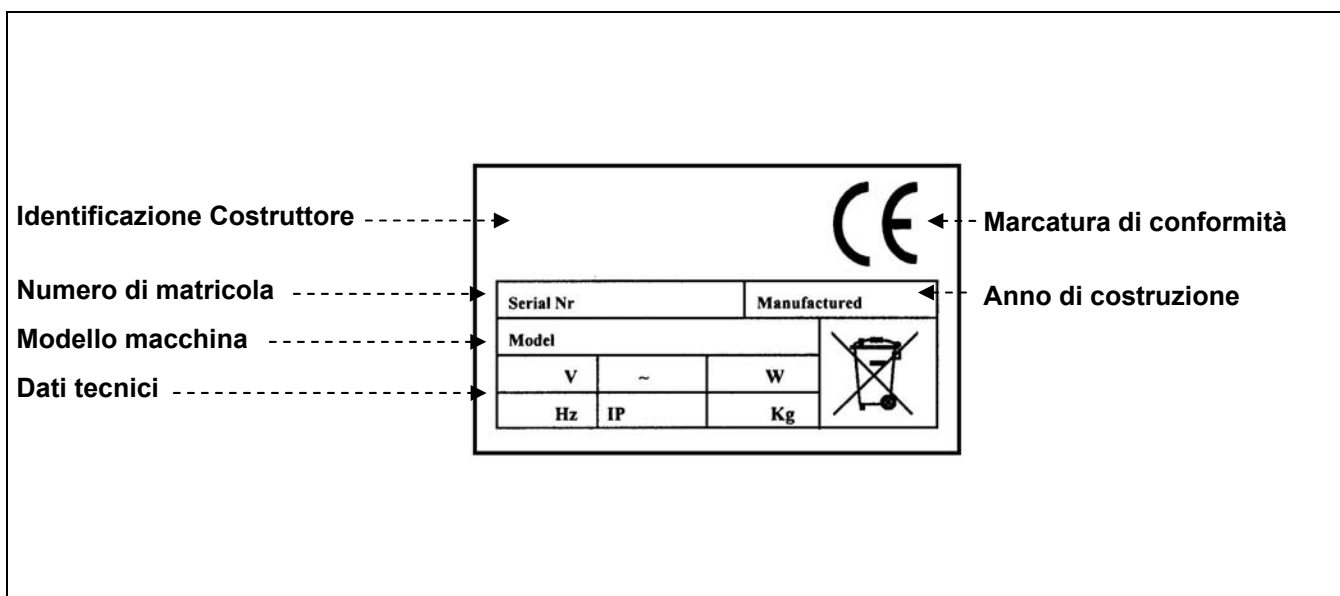 CE
Identificazione Costruttore
Marcatura di conformità
Numero di matricola
Serial Nr
Manufactured
Anno di costruzione
Modello macchina
Model
Dati tecnici
V ~ W
Hz IP Kg